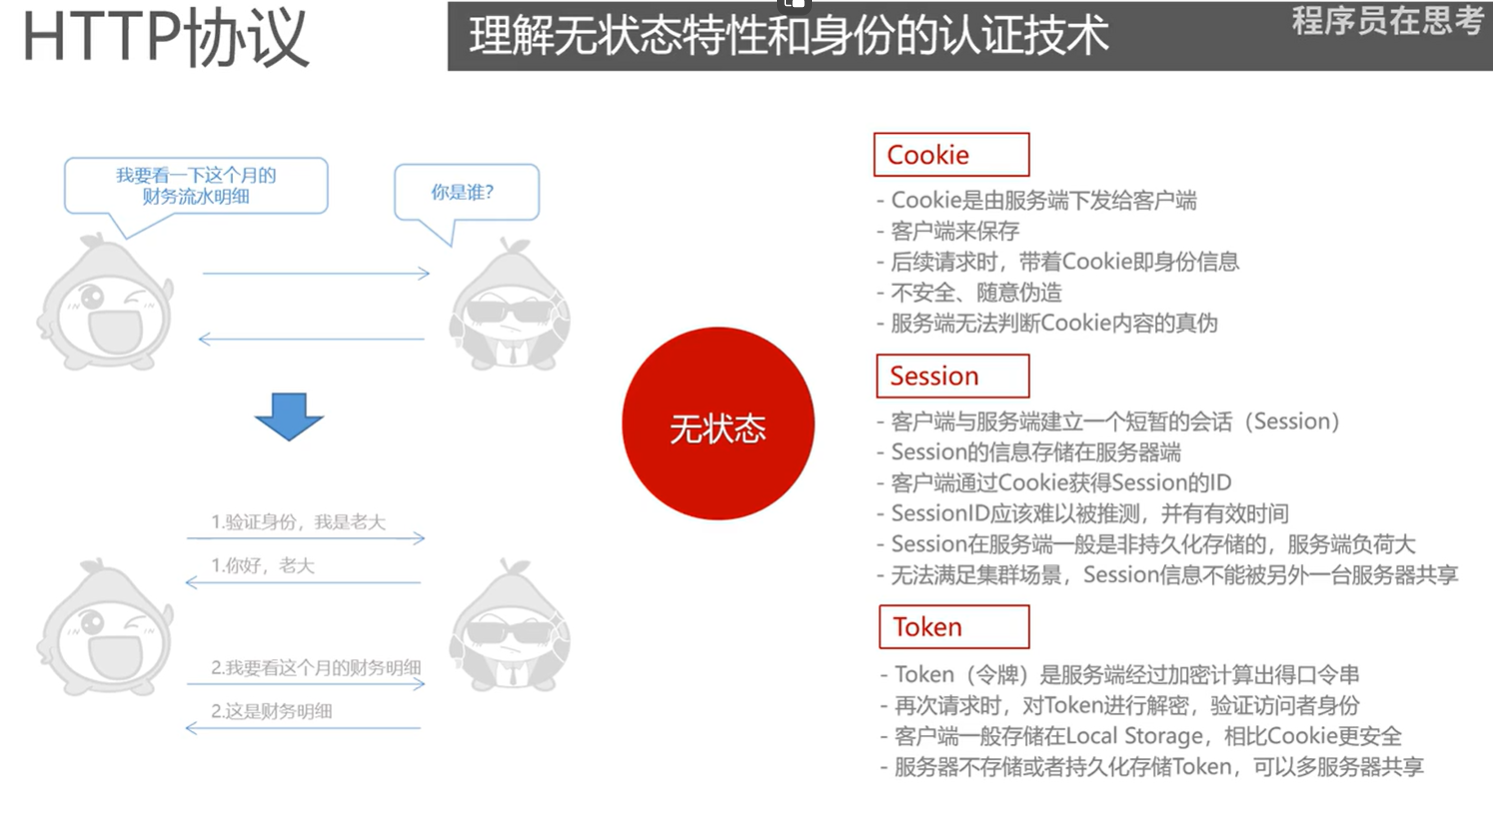 HTTP协议
理解无状态特性和身份的认证技术
程序员在思考
我要看一下这个月的
财务流水明细
你是谁?
1.验证身份，我是老大
1.你好，老大
2.我要看这个月的财务明细
2.这是财务明细
无状态
Cookie
- Cookie是由服务端下发给客户端
- 客户端来保存
- 后续请求时，带着Cookie即身份信息
- 不安全、随意伪造
- 服务端无法判断Cookie内容的真伪
Session
- 客户端与服务端建立一个短暂的会话（Session）
- Session的信息存储在服务器端
- 客户端通过Cookie获得Session的ID
- SessionID应该难以被推测，并有有效时间
- Session在服务端一般是非持久化存储的，服务端负荷大
- 无法满足集群场景，Session信息不能被另外一台服务器共享
Token
- Token（令牌）是服务端经过加密计算出得口令串
- 再次请求时，对Token进行解密，验证访问者身份
- 客户端一般存储在Local Storage，相比Cookie更安全
- 服务器不存储或者持久化存储Token，可以多服务器共享